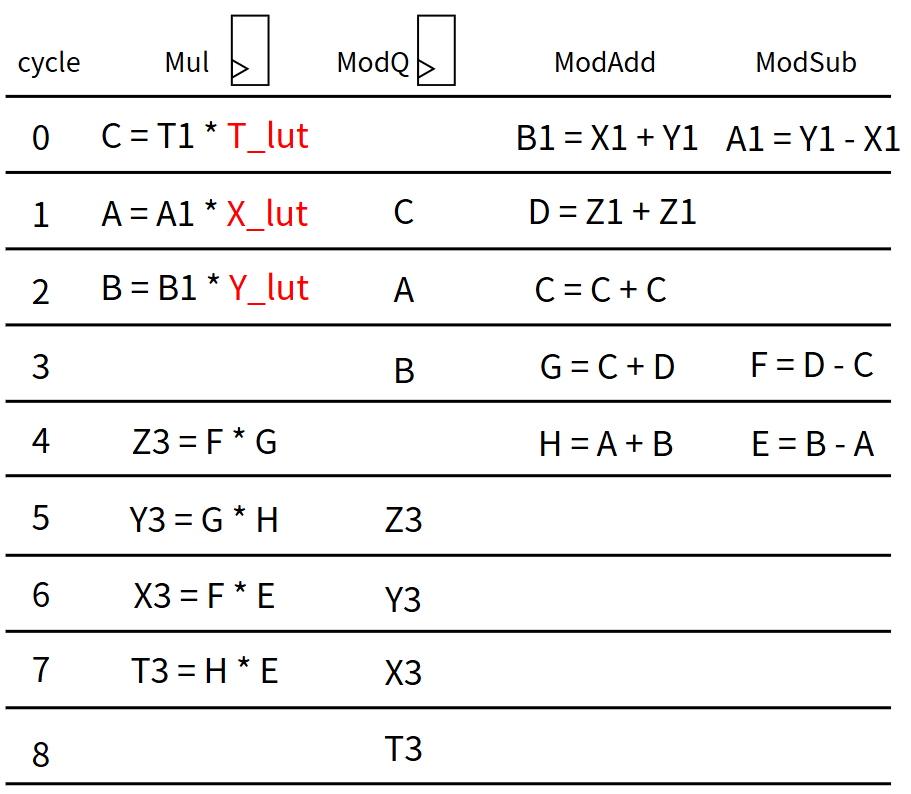 cycle Mul ModQ ModAdd ModSub
0 C = T1 * T_lut B1 = X1 + Y1 A1 = Y1 - X1
1 A = A1 * X_lut C D = Z1 + Z1
2 B = B1 * Y_lut A C = C + C
3 B G = C + D F = D - C
4 Z3 = F * G H = A + B E = B - A
5 Y3 = G * H Z3
6 X3 = F * E Y3
7 T3 = H * E X3
8 T3